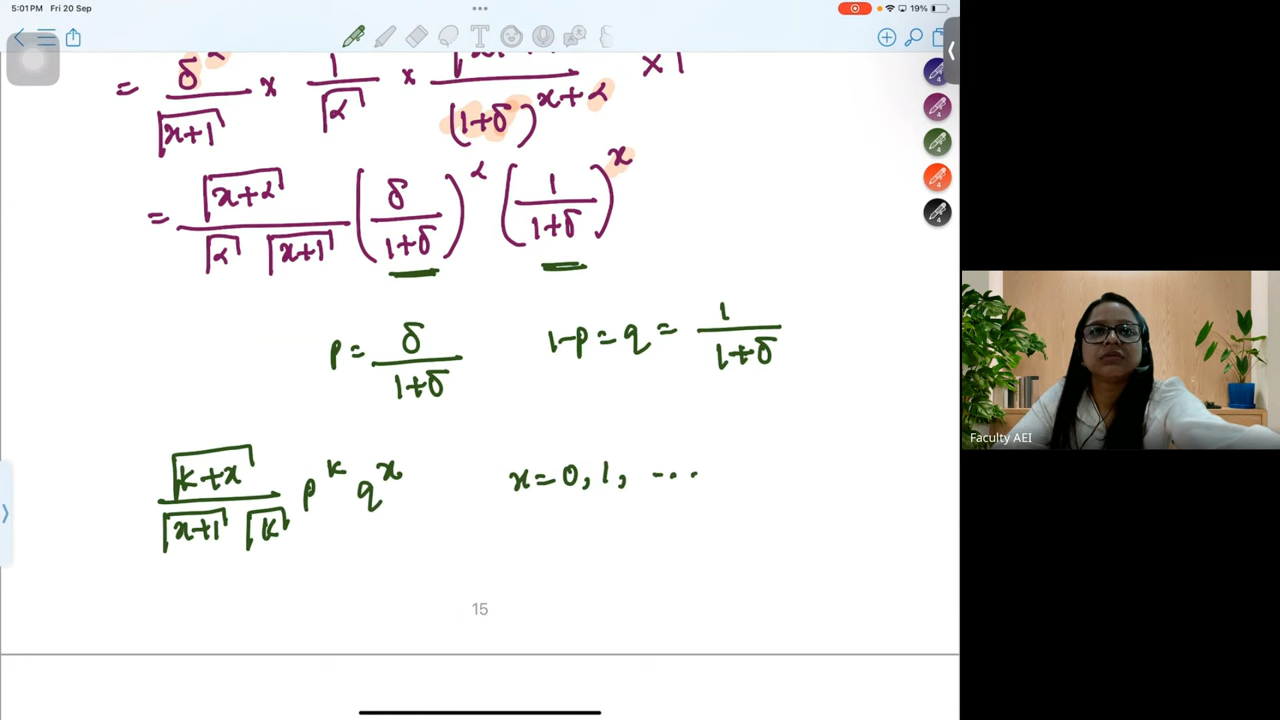 5:01 PM Fri 20 Sep
19%
= δ^α / Γ(x+1) × 1 / Γ(α) × / (1+δ)^(x+α) × 1
= Γ(x+α) / Γ(α) Γ(x+1) (δ / 1+δ)^α (1 / 1+δ)^x
p = δ / 1+δ 1-p = q = 1 / 1+δ
Γ(k+x) / Γ(x+1) Γ(k) p^k q^x x = 0, 1, ...
15
Faculty AEI